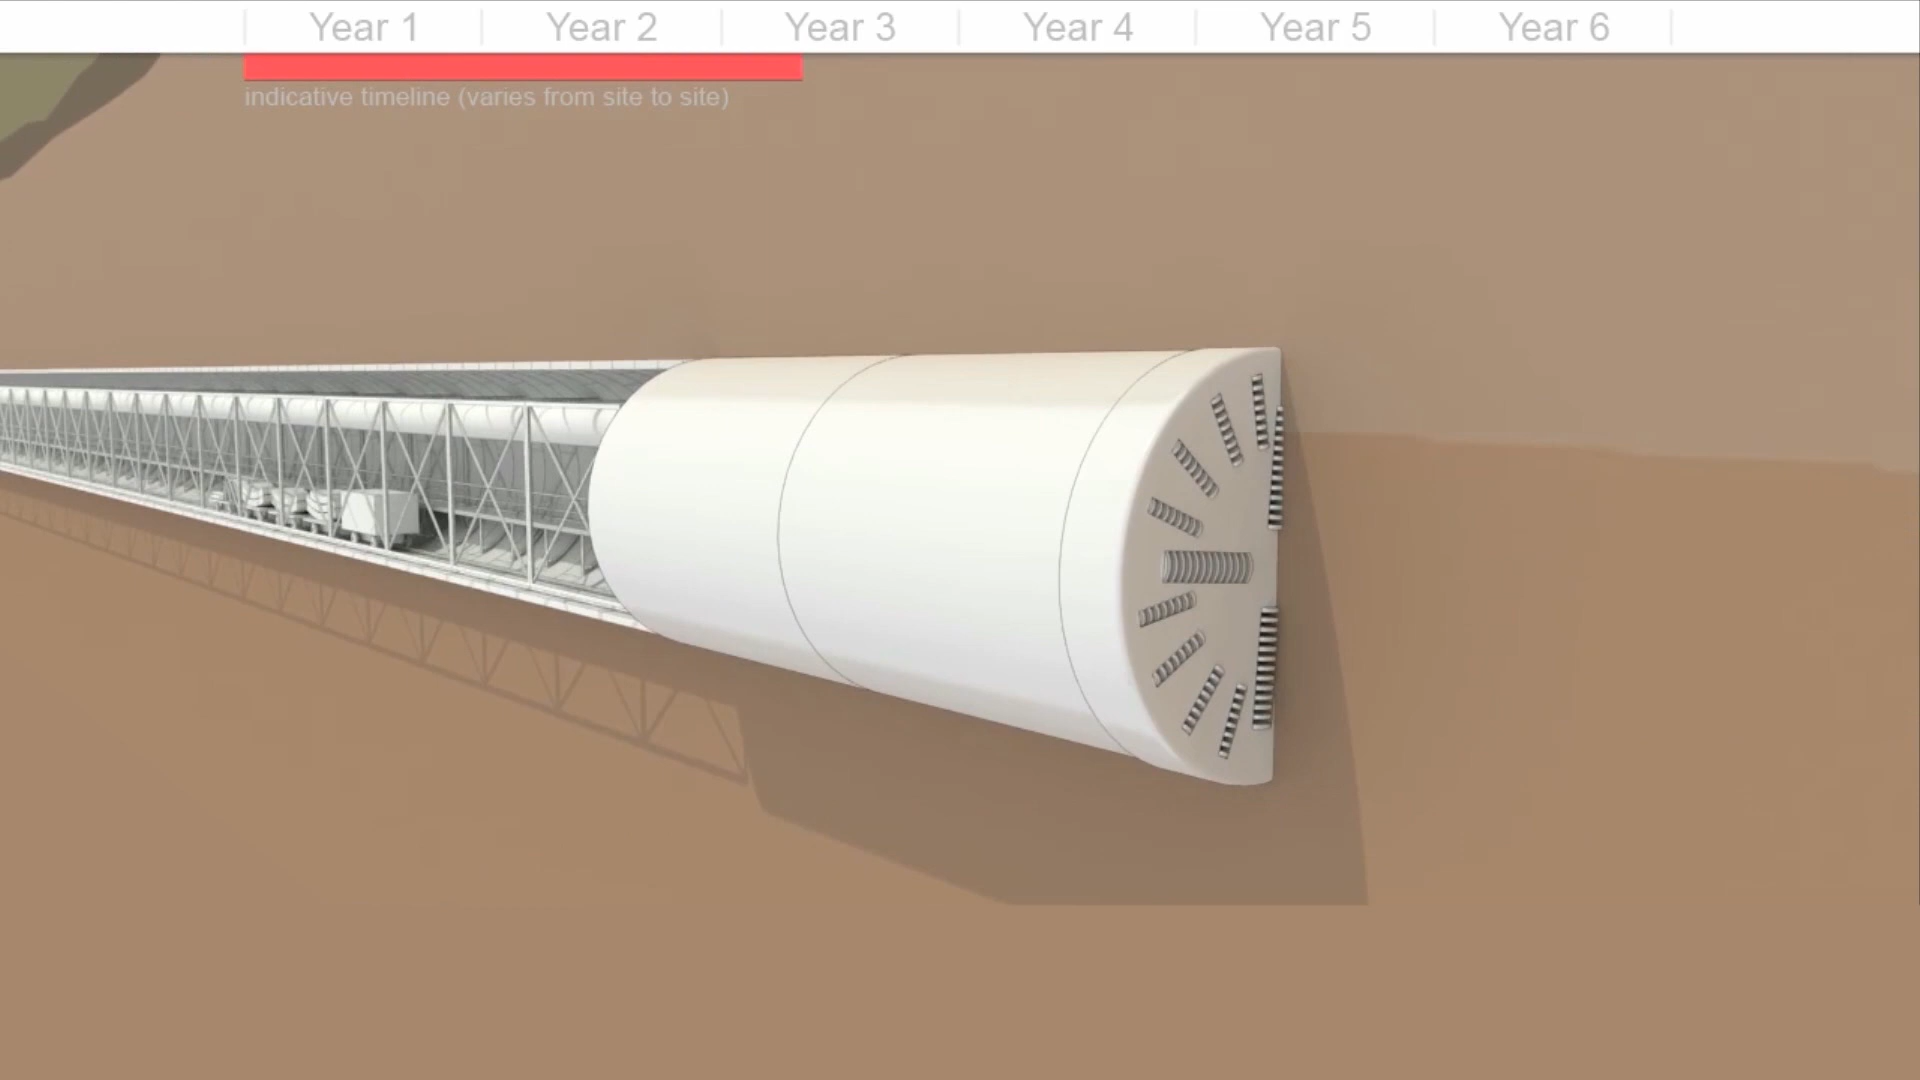 Year 1 Year 2 Year 3 Year 4 Year 5 Year 6
indicative timeline (varies from site to site)